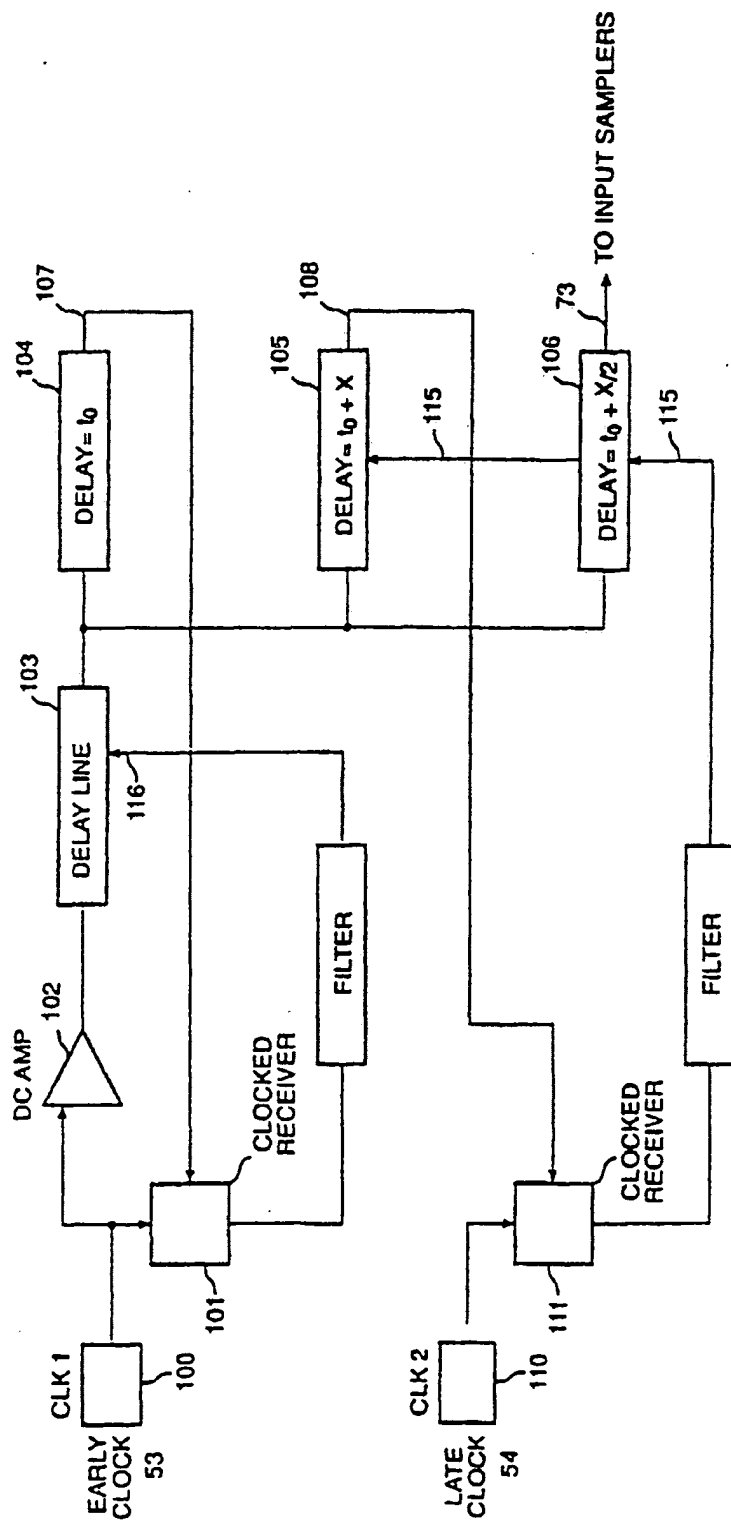 EARLY
CLOCK
53
CLK 1
100
101
CLOCKED
RECEIVER
DC AMP
102
DELAY LINE
103
116
FILTER
DELAY= t₀
104
107
DELAY= t₀ + X
105
108
115
DELAY= t₀ + X/2
106
73
TO INPUT SAMPLERS
115
LATE
CLOCK
54
CLK 2
110
111
CLOCKED
RECEIVER
FILTER